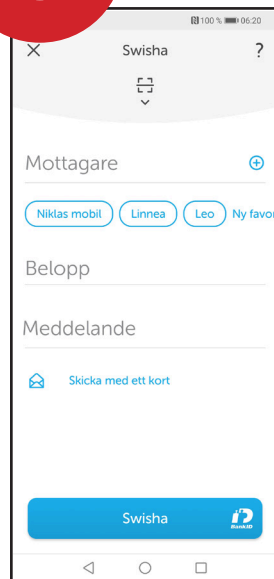 100 % 06:20
Swisha ?
Mottagare
Niklas mobil Linnea Leo Ny favor
Belopp
Meddelande
Skicka med ett kort
Swisha BankID